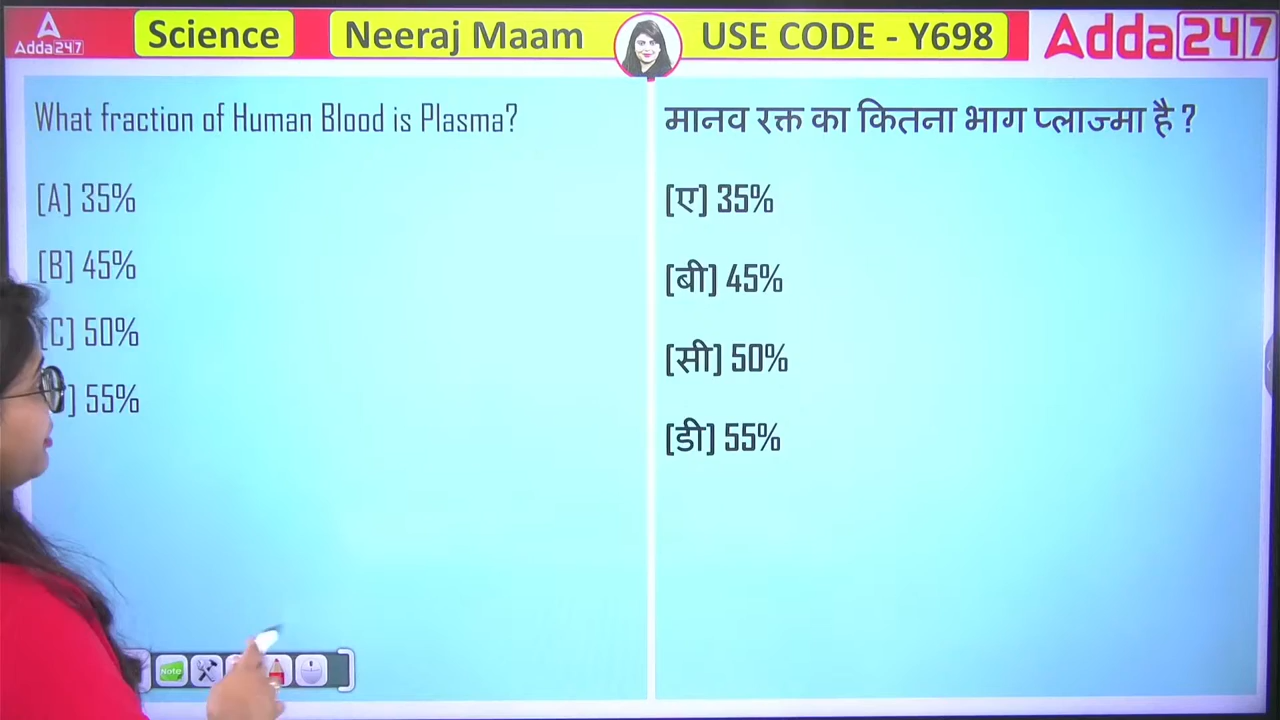 Adda247
Science
Neeraj Maam
USE CODE - Y698
Adda247
What fraction of Human Blood is Plasma?
[A] 35%
[B] 45%
[C] 50%
] 55%
मानव रक्त का कितना भाग प्लाज्मा है ?
[ए] 35%
[बी] 45%
[सी] 50%
[डी] 55%
Note